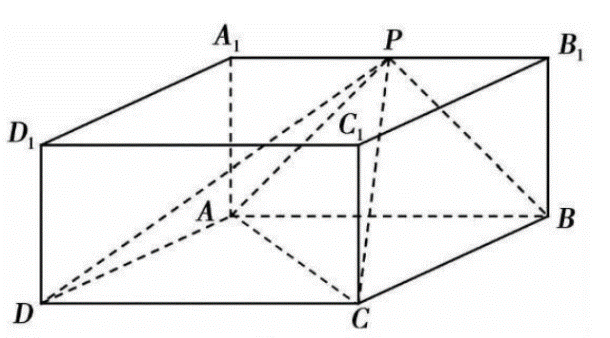 A₁ P B₁
D₁ C₁
A B
D C